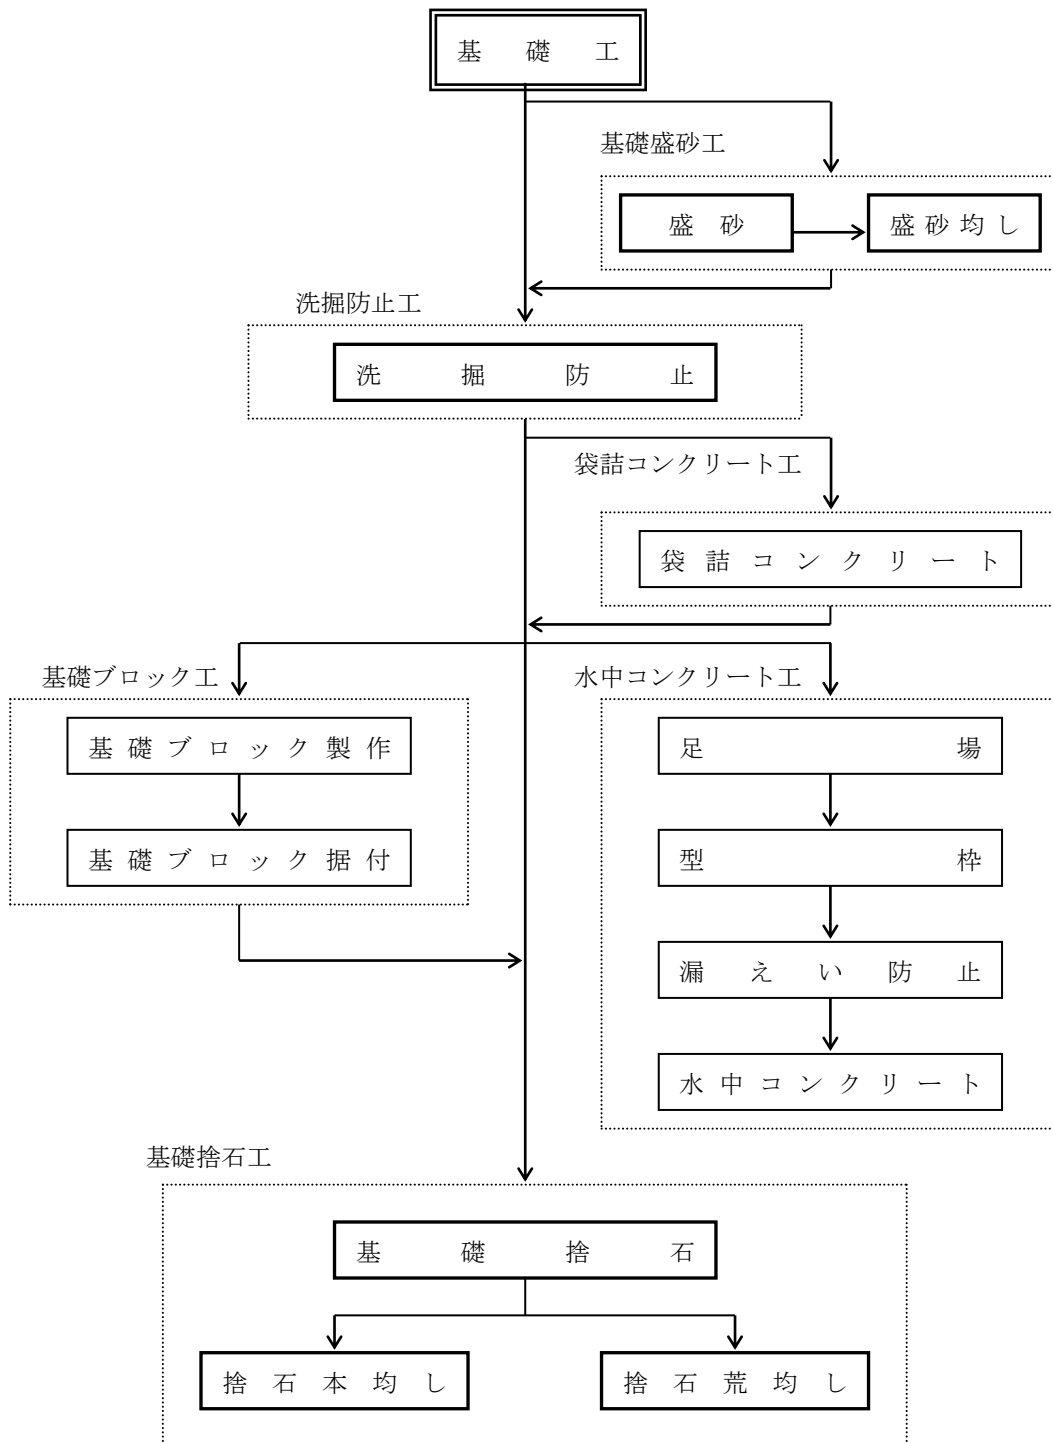 基礎工
基礎盛砂工
盛砂
盛砂均し
洗掘防止工
洗掘防止
袋詰コンクリート工
袋詰コンクリート
基礎ブロック工
水中コンクリート工
基礎ブロック製作
足場
基礎ブロック据付
型枠
漏えい防止
水中コンクリート
基礎捨石工
基礎捨石
捨石本均し
捨石荒均し